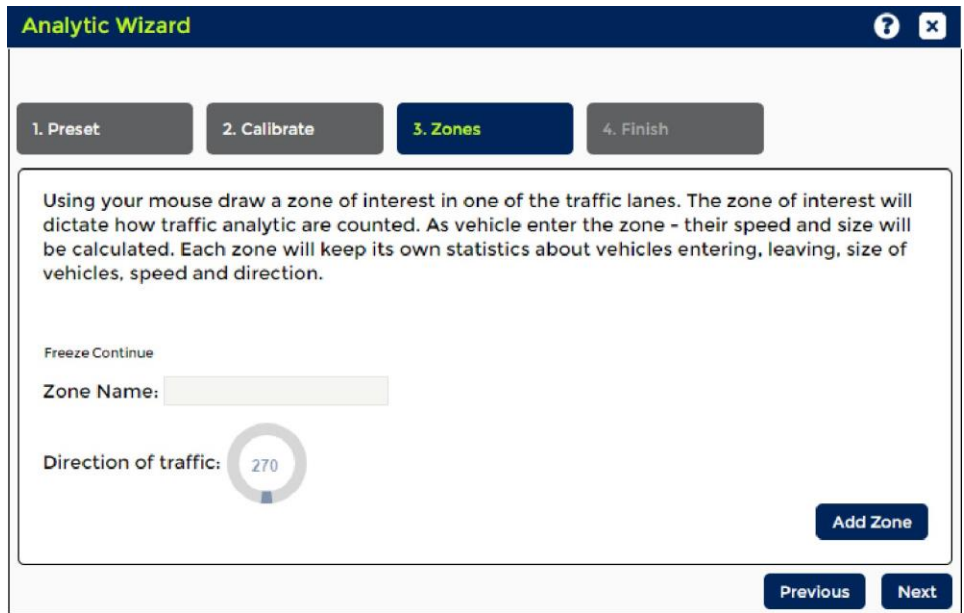 Analytic Wizard
?
1. Preset
2. Calibrate
3. Zones
4. Finish
Using your mouse draw a zone of interest in one of the traffic lanes. The zone of interest will
dictate how traffic analytic are counted. As vehicle enter the zone - their speed and size will
be calculated. Each zone will keep its own statistics about vehicles entering, leaving, size of
vehicles, speed and direction.
Freeze Continue
Zone Name:
Direction of traffic:
270
Add Zone
Previous
Next